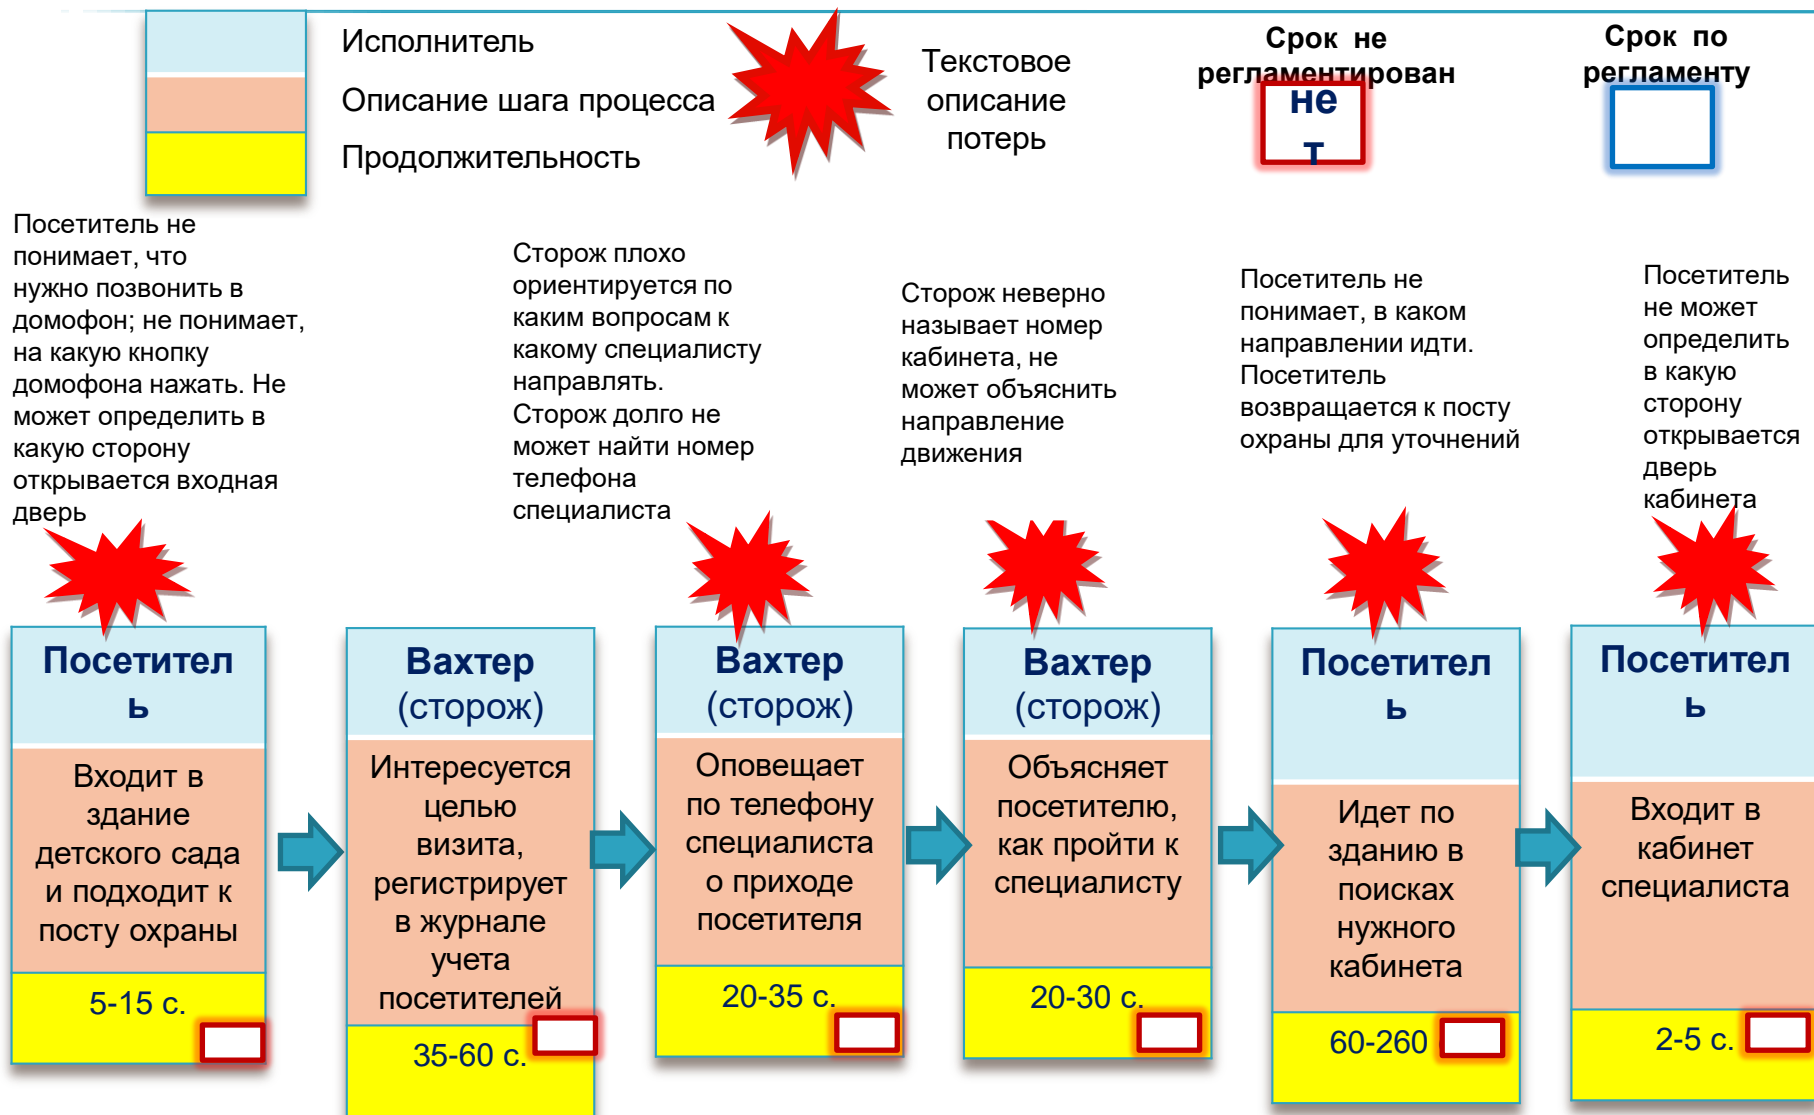 Исполнитель
Описание шага процесса
Продолжительность
Текстовое
описание
потерь
Срок не
регламентирован
не
т
Срок по
регламенту
Посетитель не
понимает, что
нужно позвонить в
домофон; не понимает,
на какую кнопку
домофона нажать. Не
может определить в
какую сторону
открывается входная
дверь
Сторож плохо
ориентируется по
каким вопросам к
какому специалисту
направлять.
Сторож долго не
может найти номер
телефона
специалиста
Сторож неверно
называет номер
кабинета, не
может объяснить
направление
движения
Посетитель не
понимает, в каком
направлении идти.
Посетитель
возвращается к посту
охраны для уточнений
Посетитель
не может
определить
в какую
сторону
открывается
дверь
кабинета
Посетител
ь
Входит в
здание
детского сада
и подходит к
посту охраны
5-15 с.
Вахтер
(сторож)
Интересуется
целью
визита,
регистрирует
в журнале
учета
посетителей
35-60 с.
Вахтер
(сторож)
Оповещает
по телефону
специалиста
о приходе
посетителя
20-35 с.
Вахтер
(сторож)
Объясняет
посетителю,
как пройти к
специалисту
20-30 с.
Посетител
ь
Идет по
зданию в
поисках
нужного
кабинета
60-260
Посетител
ь
Входит в
кабинет
специалиста
2-5 с.